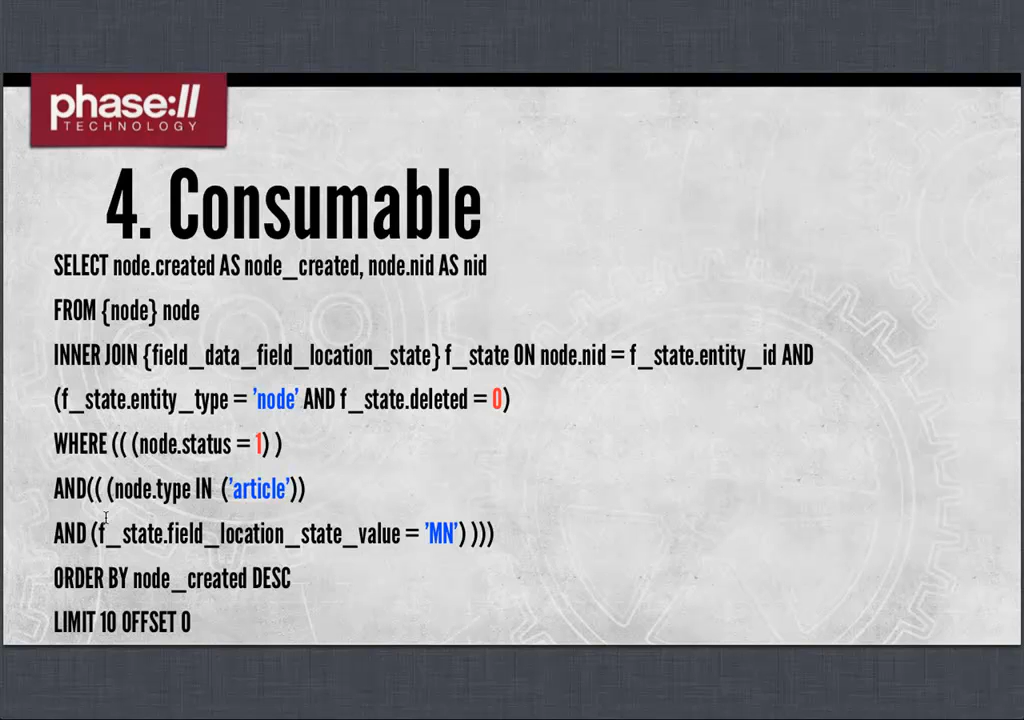 phase://
TECHNOLOGY
4. Consumable
SELECT node.created AS node_created, node.nid AS nid
FROM {node} node
INNER JOIN {field_data_field_location_state} f_state ON node.nid = f_state.entity_id AND
(f_state.entity_type = 'node' AND f_state.deleted = 0)
WHERE (( (node.status = 1) )
AND(( (node.type IN ('article'))
AND (f_state.field_location_state_value = 'MN') )))
ORDER BY node_created DESC
LIMIT 10 OFFSET 0